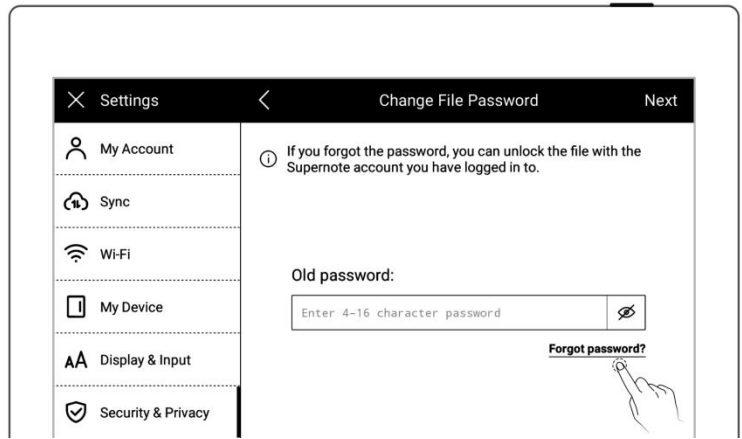 Settings
Change File Password
Next
My Account
Sync
Wi-Fi
My Device
AA Display & Input
Security & Privacy
If you forgot the password, you can unlock the file with the
Supernote account you have logged in to.
Old password:
Enter 4-16 character password
Forgot password?